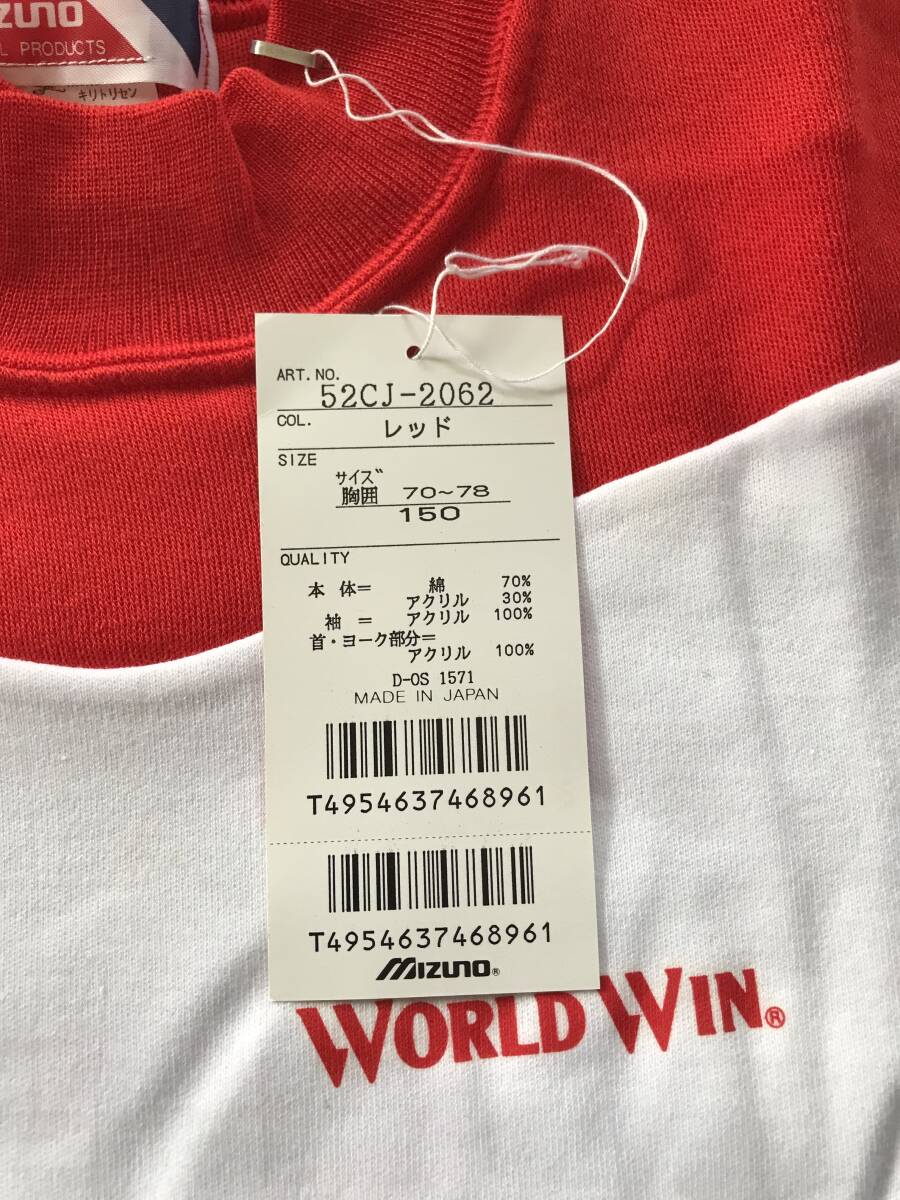 MIZUNO
PRODUCTS
キリトリセン
ART. NO. 52CJ-2062
COL. レッド
SIZE
サイズ
胸囲 70~78
150
QUALITY
本 体= 綿 70%
アクリル 30%
袖 = アクリル 100%
首・ヨーク部分=
アクリル 100%
D-OS 1571
MADE IN JAPAN
T4954637468961
T4954637468961
MIZUNO®
WORLD WIN®